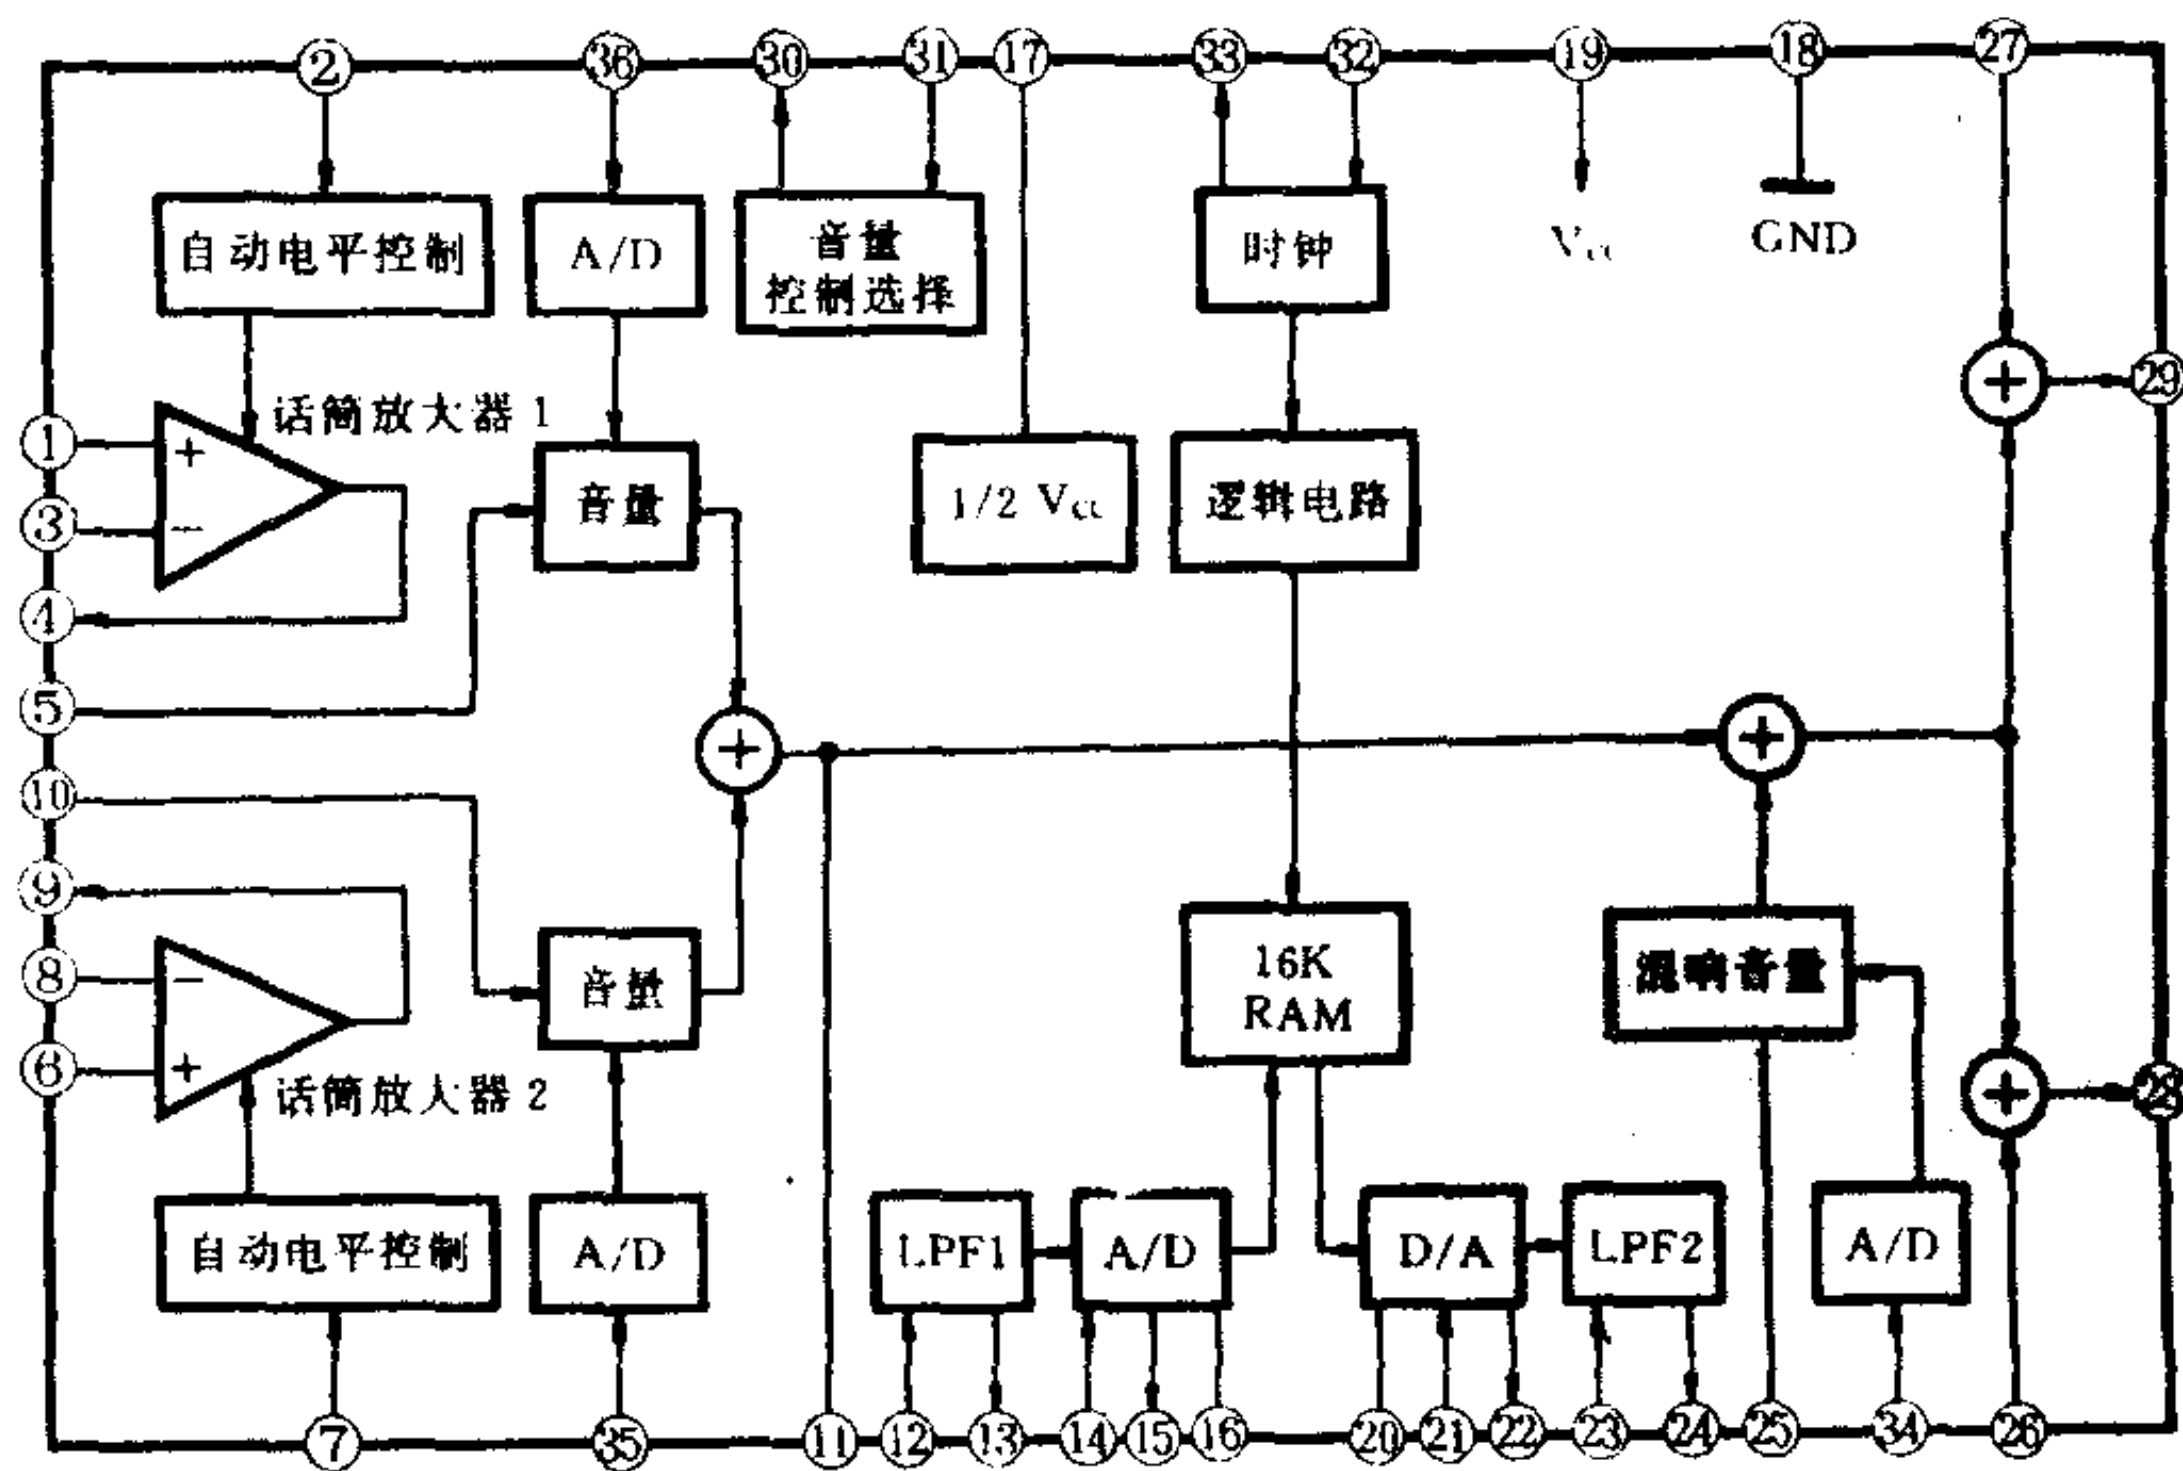 ② ㊱ ㉚ ㉛ ⑰ ㉝ ㉜ ⑲ ⑱ ㉗
自动电平控制
A/D
音量
控制选择
时钟
Vcc
GND
话筒放大器 1
① +
③ −
④
⑤
音量
1/2 Vcc
逻辑电路
+ ㉙
+
+
⑩
⑨
⑧ −
⑥ +
话筒放大器 2
音量
16K
RAM
混响音量
+ ㉘
自动电平控制
A/D
LPF1
A/D
D/A
LPF2
A/D
⑦ ㉟ ⑪ ⑫ ⑬ ⑭ ⑮ ⑯ ⑳ ㉑ ㉒ ㉓ ㉔ ㉕ ㉞ ㉖